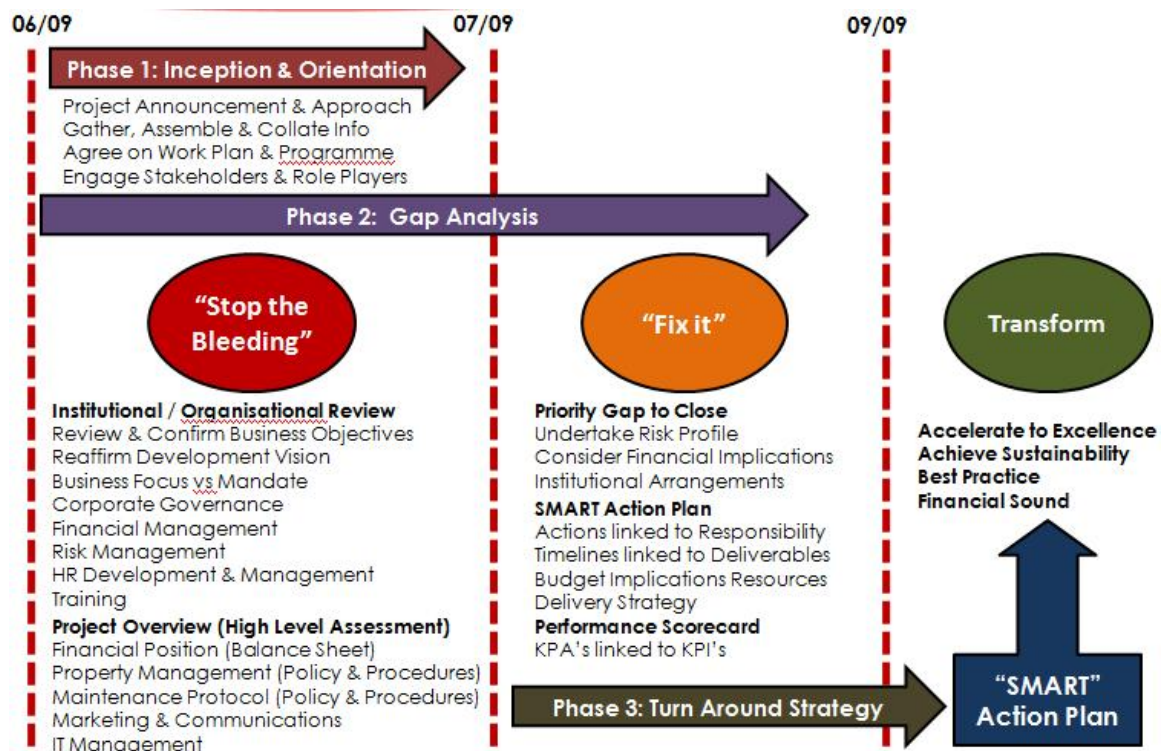 06/09
07/09
09/09
Phase 1: Inception & Orientation
Project Announcement & Approach
Gather, Assemble & Collate Info
Agree on Work Plan & Programme
Engage Stakeholders & Role Players
Phase 2: Gap Analysis
“Stop the
Bleeding”
Institutional / Organisational Review
Review & Confirm Business Objectives
Reaffirm Development Vision
Business Focus vs Mandate
Corporate Governance
Financial Management
Risk Management
HR Development & Management
Training
Project Overview (High Level Assessment)
Financial Position (Balance Sheet)
Property Management (Policy & Procedures)
Maintenance Protocol (Policy & Procedures)
Marketing & Communications
IT Management
“Fix it”
Priority Gap to Close
Undertake Risk Profile
Consider Financial Implications
Institutional Arrangements
SMART Action Plan
Actions linked to Responsibility
Timelines linked to Deliverables
Budget Implications Resources
Delivery Strategy
Performance Scorecard
KPA’s linked to KPI’s
Phase 3: Turn Around Strategy
Transform
Accelerate to Excellence
Achieve Sustainability
Best Practice
Financial Sound
“SMART”
Action Plan